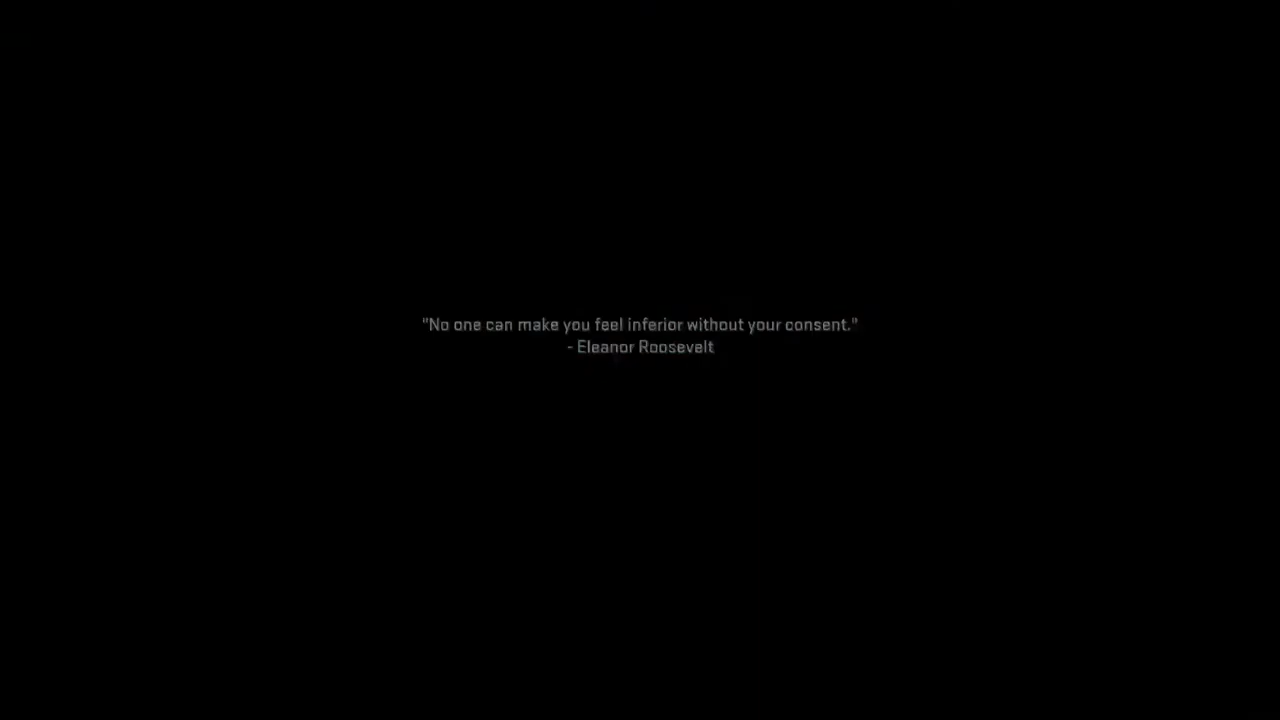 "No one can make you feel inferior without your consent."
- Eleanor Roosevelt